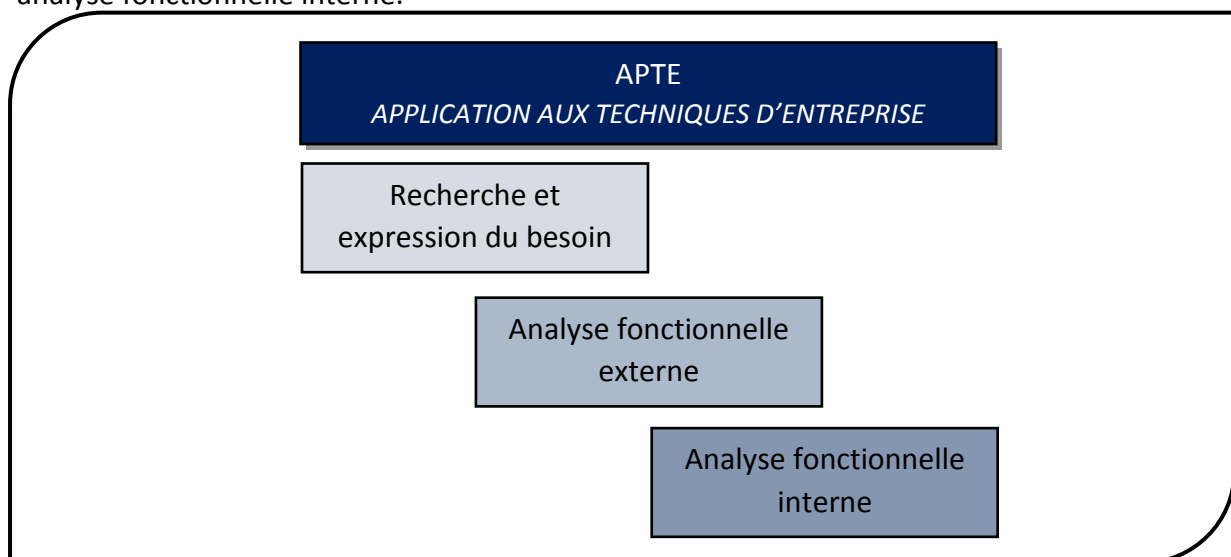 analyse fonctionnelle interne.
APTE
APPLICATION AUX TECHNIQUES D’ENTREPRISE
Recherche et
expression du besoin
Analyse fonctionnelle
externe
Analyse fonctionnelle
interne